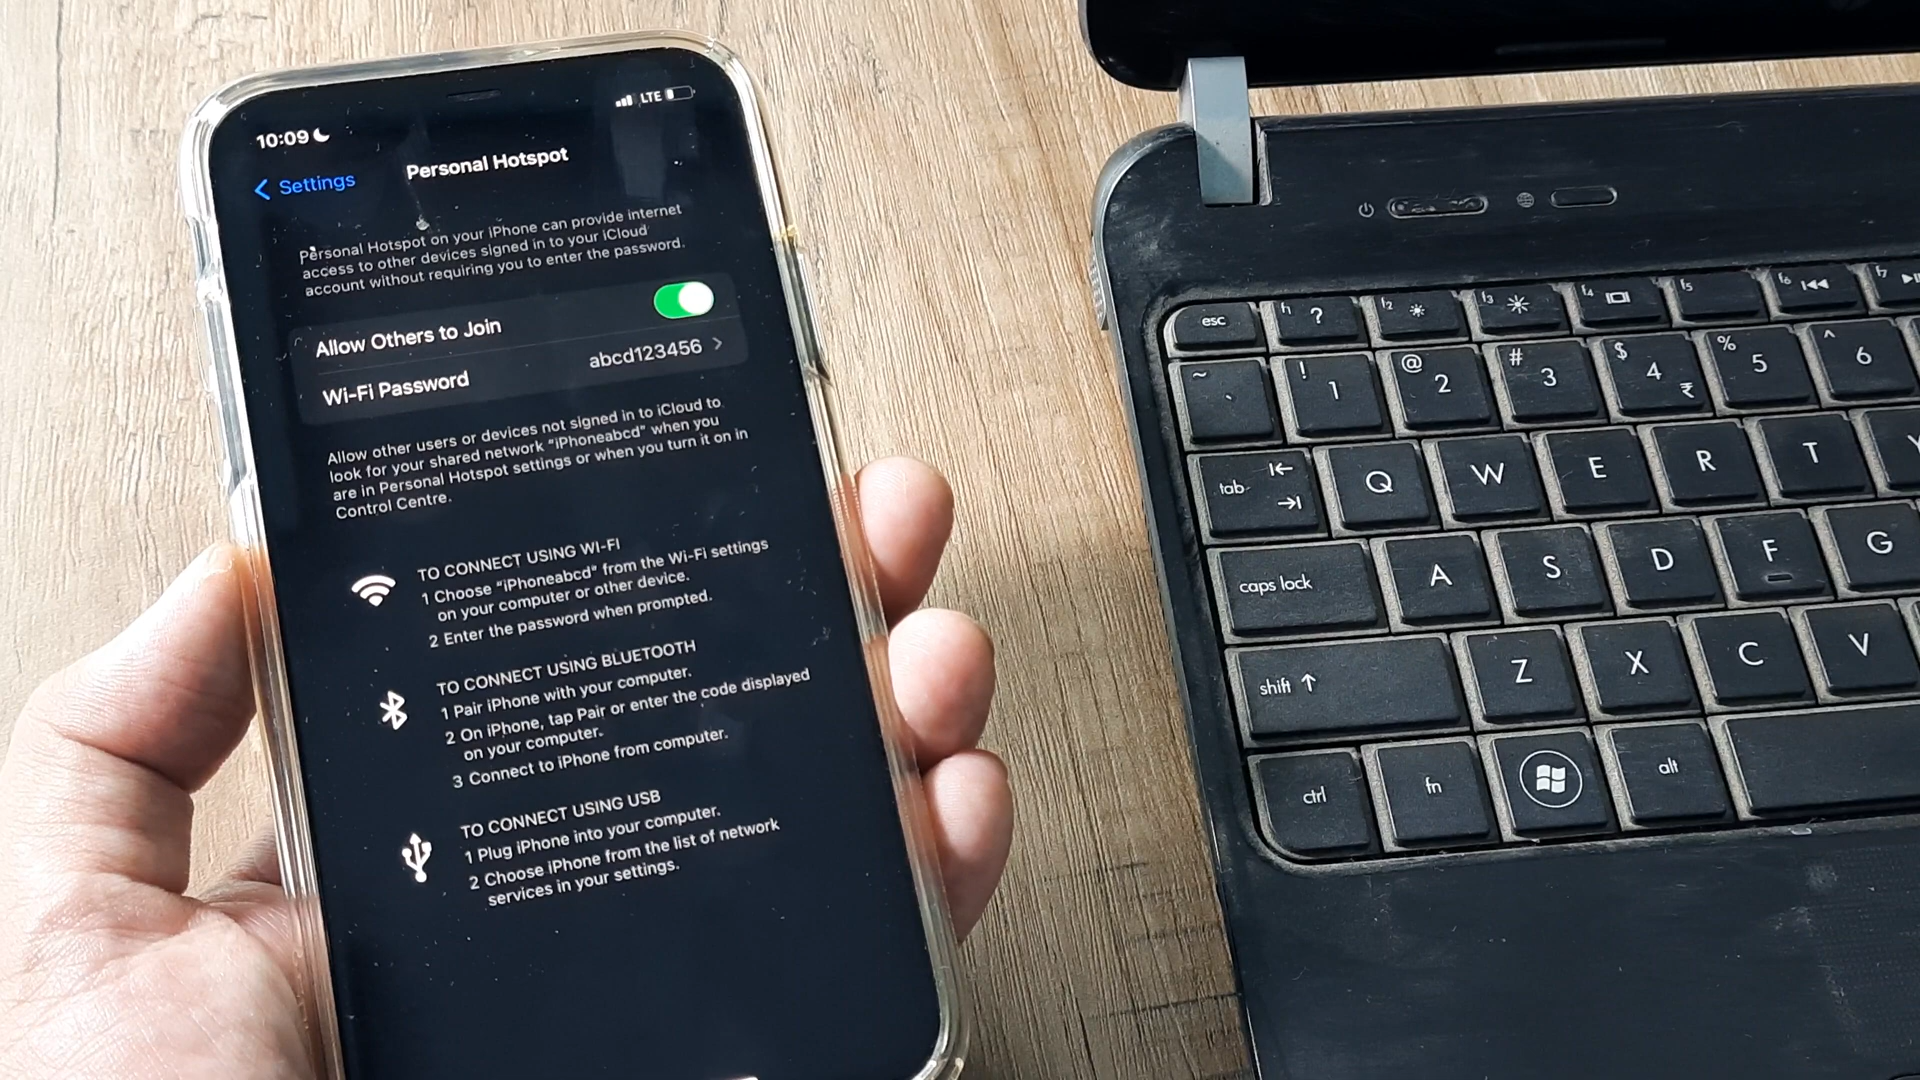 10:09
LTE
Settings
Personal Hotspot
Personal Hotspot on your iPhone can provide internet
access to other devices signed in to your iCloud
account without requiring you to enter the password.
Allow Others to Join
Wi-Fi Password abcd123456
Allow other users or devices not signed in to iCloud to
look for your shared network “iPhoneabcd” when you
are in Personal Hotspot settings or when you turn it on in
Control Centre.
TO CONNECT USING WI-FI
1 Choose “iPhoneabcd” from the Wi-Fi settings
on your computer or other device.
2 Enter the password when prompted.
TO CONNECT USING BLUETOOTH
1 Pair iPhone with your computer.
2 On iPhone, tap Pair or enter the code displayed
on your computer.
3 Connect to iPhone from computer.
TO CONNECT USING USB
1 Plug iPhone into your computer.
2 Choose iPhone from the list of network
services in your settings.
esc f1 ? f2 f3 f4 f5 f6 f7
~ ` ! 1 @ 2 # 3 $ 4 ₹ % 5 ^ 6
tab Q W E R T Y
caps lock A S D F G
shift Z X C V
ctrl fn alt